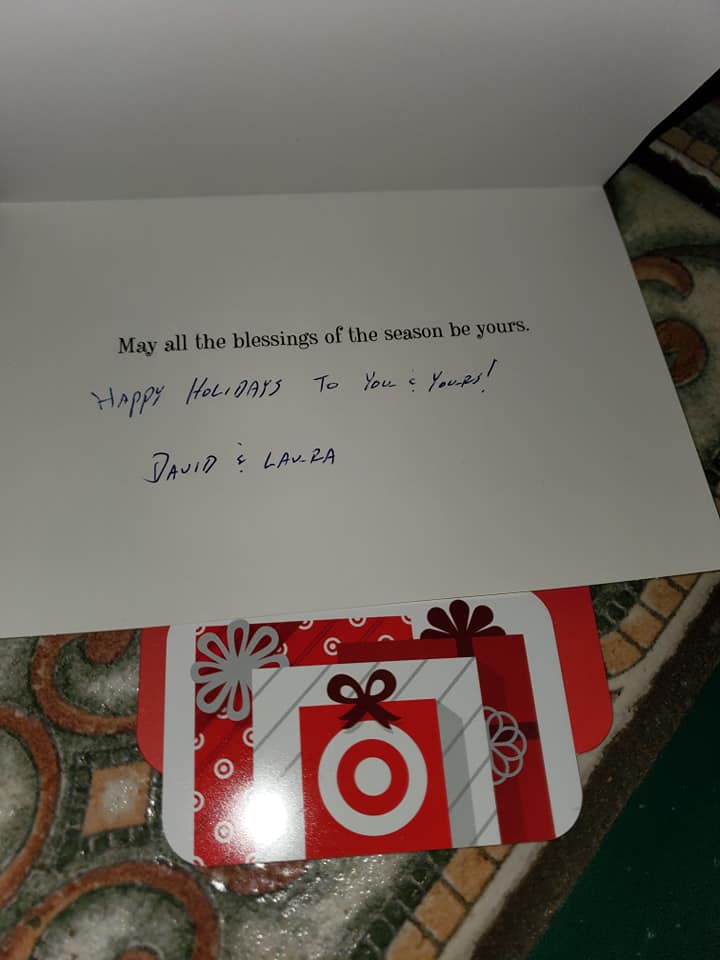 May all the blessings of the season be yours.
HAPPY HOLIDAYS TO YOU & YOURS!
DAVID & LAURA